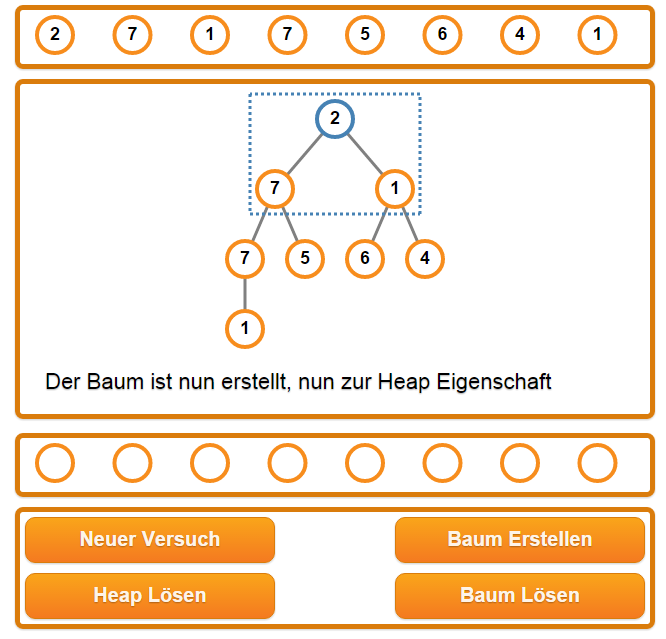 2 7 1 7 5 6 4 1
2
7 1
7 5 6 4
1
Der Baum ist nun erstellt, nun zur Heap Eigenschaft
Neuer Versuch Baum Erstellen
Heap Lösen Baum Lösen